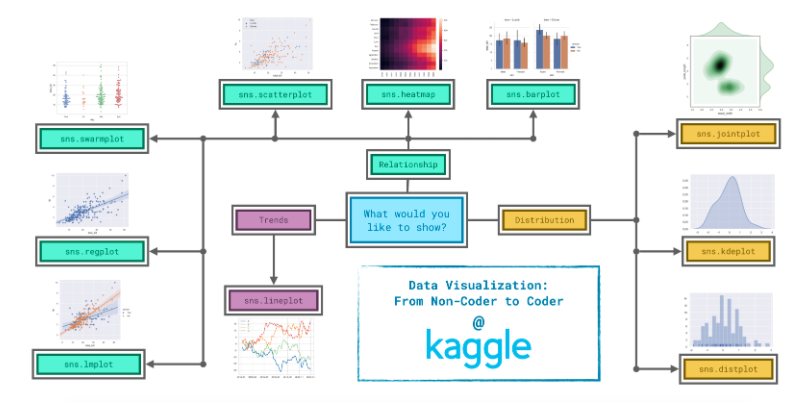 sns.scatterplot
sns.heatmap
sns.barplot
sns.swarmplot
sns.jointplot
Relationship
What would you
like to show?
Trends
Distribution
sns.regplot
sns.kdeplot
sns.lineplot
Data Visualization:
From Non-Coder to Coder
@
kaggle
sns.lmplot
sns.distplot